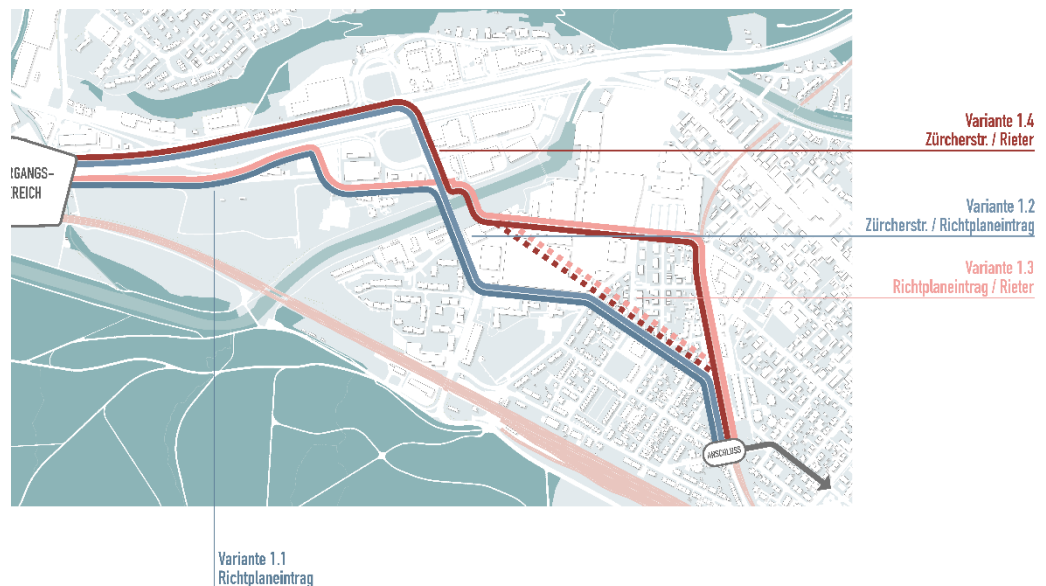 RGANGS-
EREICH
Variante 1.4
Zürcherstr. / Rieter
Variante 1.2
Zürcherstr. / Richtplaneintrag
Variante 1.3
Richtplaneintrag / Rieter
ANSCHLUSS
Variante 1.1
Richtplaneintrag